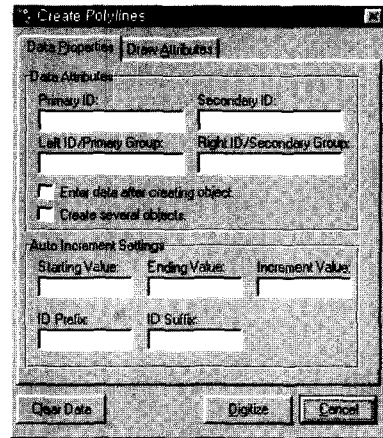 Create Polylines
Data Properties Draw Attributes
Data Attributes
Primary ID: Secondary ID:
Left ID/Primary Group: Right ID/Secondary Group:
Enter data after creating object.
Create several objects.
Auto Increment Settings
Starting Value: Ending Value: Increment Value:
ID Prefix: ID Suffix:
Clear Data Digitize Cancel